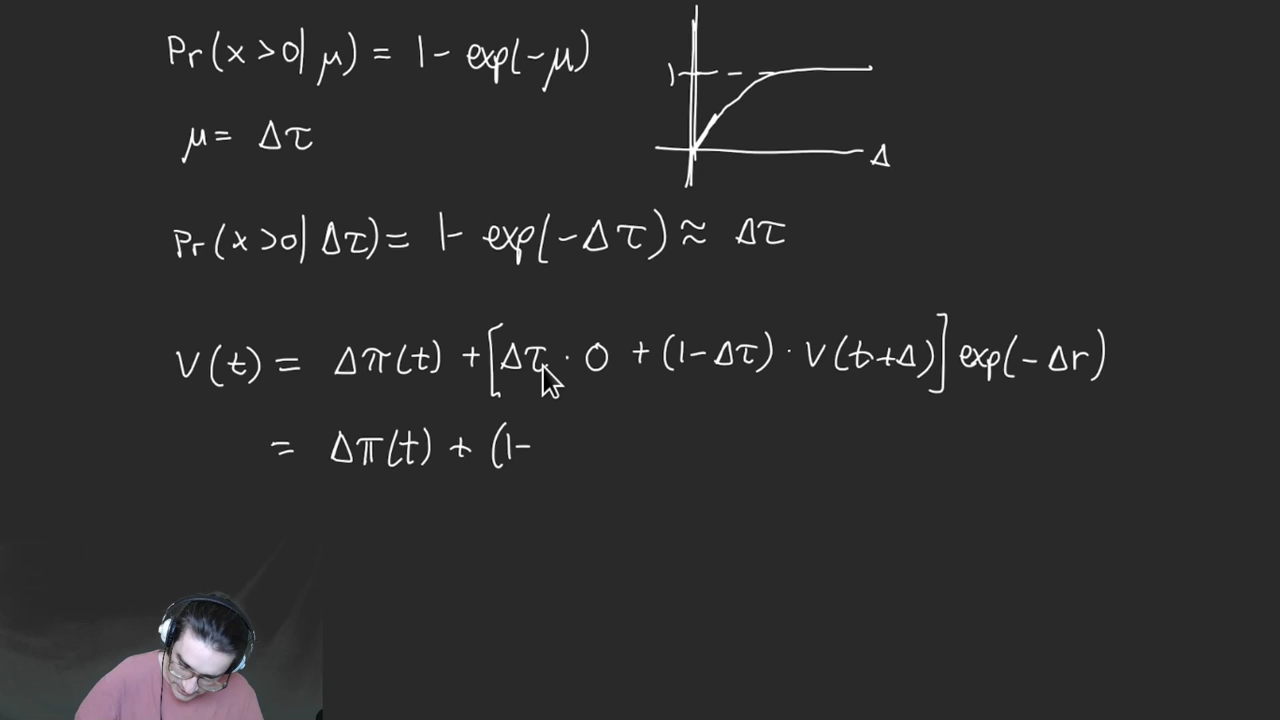 Pr(x>0|μ) = 1- exp(-μ)
1
μ= Δτ
Δ
Pr(x>0|Δτ)= 1- exp(-Δτ)≈ Δτ
V(t)= Δπ(t) +[Δτ·0 +(1-Δτ)·V(t+Δ)]exp(-Δr)
= Δπ(t) + (1-